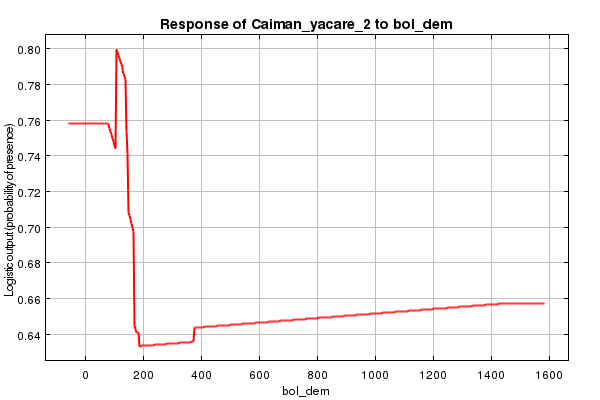 Response of Caiman_yacare_2 to bol_dem
Logistic output (probability of presence)
0.80
0.78
0.76
0.74
0.72
0.70
0.68
0.66
0.64
0 200 400 600 800 1000 1200 1400 1600
bol_dem